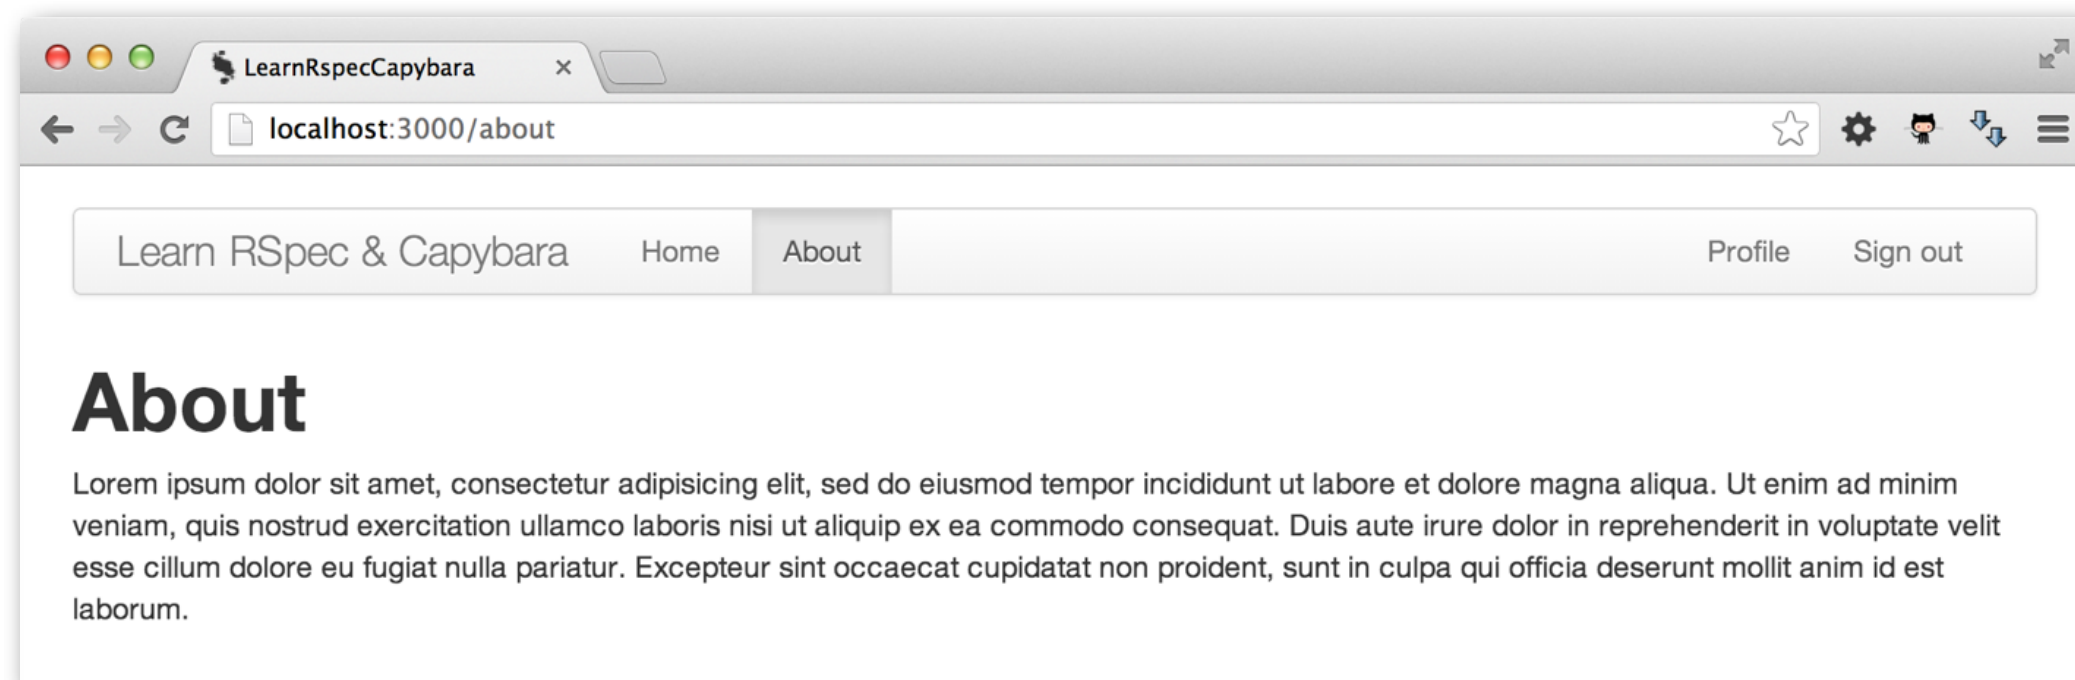 LearnRspecCapybara
localhost:3000/about
Learn RSpec & Capybara Home About Profile Sign out
About
Lorem ipsum dolor sit amet, consectetur adipisicing elit, sed do eiusmod tempor incididunt ut labore et dolore magna aliqua. Ut enim ad minim
veniam, quis nostrud exercitation ullamco laboris nisi ut aliquip ex ea commodo consequat. Duis aute irure dolor in reprehenderit in voluptate velit
esse cillum dolore eu fugiat nulla pariatur. Excepteur sint occaecat cupidatat non proident, sunt in culpa qui officia deserunt mollit anim id est
laborum.